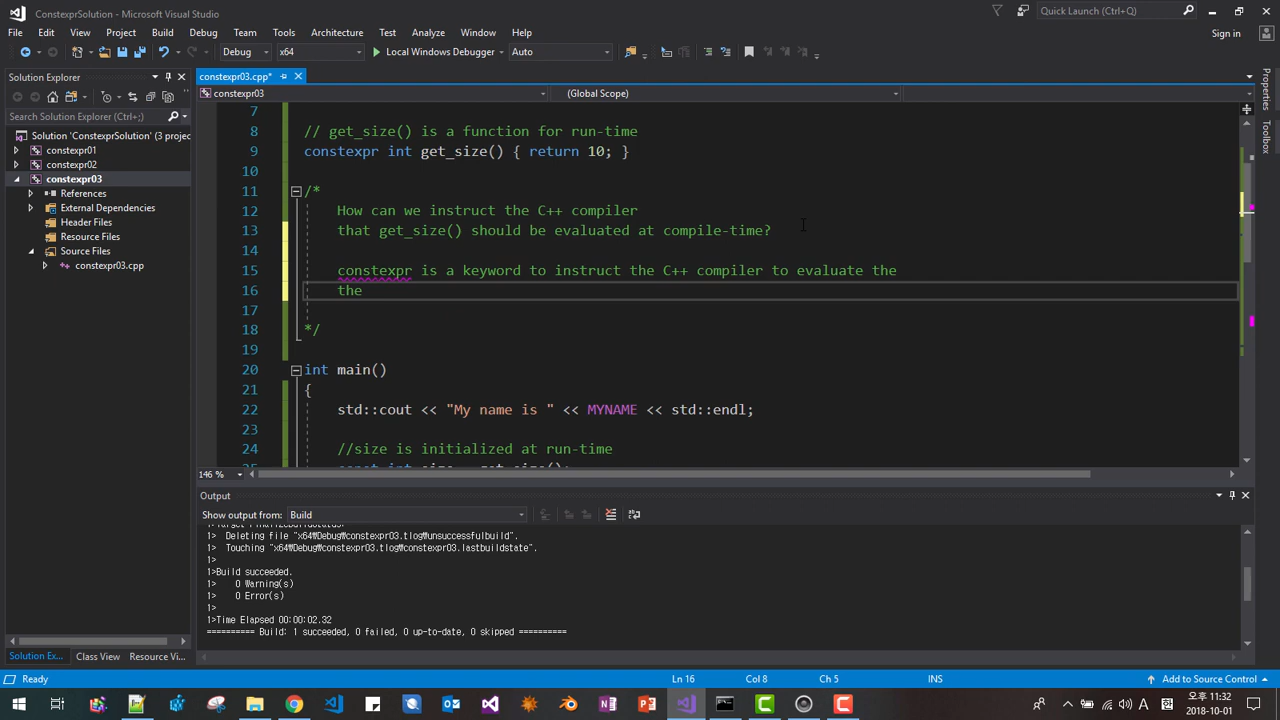 ConstexprSolution - Microsoft Visual Studio
Quick Launch (Ctrl+Q)
File Edit View Project Build Debug Team Tools Architecture Test Analyze Window Help
Sign in
Debug x64 Local Windows Debugger Auto
Solution Explorer
constexpr03.cpp*
constexpr03
(Global Scope)
Search Solution Explorer (Ctrl+;)
Solution 'ConstexprSolution' (3 projec
constexpr01
constexpr02
constexpr03
References
External Dependencies
Header Files
Resource Files
Source Files
constexpr03.cpp
Properties
Toolbox
7
8 // get_size() is a function for run-time
9 constexpr int get_size() { return 10; }
10
11 /*
12 How can we instruct the C++ compiler
13 that get_size() should be evaluated at compile-time?
14
15 constexpr is a keyword to instruct the C++ compiler to evaluate the
16 the
17
18 */
19
20 int main()
21 {
22 std::cout << "My name is " << MYNAME << std::endl;
23
24 //size is initialized at run-time
25 const int size = get_size();
146 %
Output
Show output from: Build
1> Deleting file "x64₩Debug₩constexpr03.tlog₩unsuccessfulbuild".
1> Touching "x64₩Debug₩constexpr03.tlog₩constexpr03.lastbuildstate".
1>
1>Build succeeded.
1> 0 Warning(s)
1> 0 Error(s)
1>
1>Time Elapsed 00:00:02.32
========== Build: 1 succeeded, 0 failed, 0 up-to-date, 0 skipped ==========
Solution Ex... Class View Resource Vi...
Ready
Ln 16 Col 8 Ch 5 INS
Add to Source Control
A
오후 11:32
2018-10-01